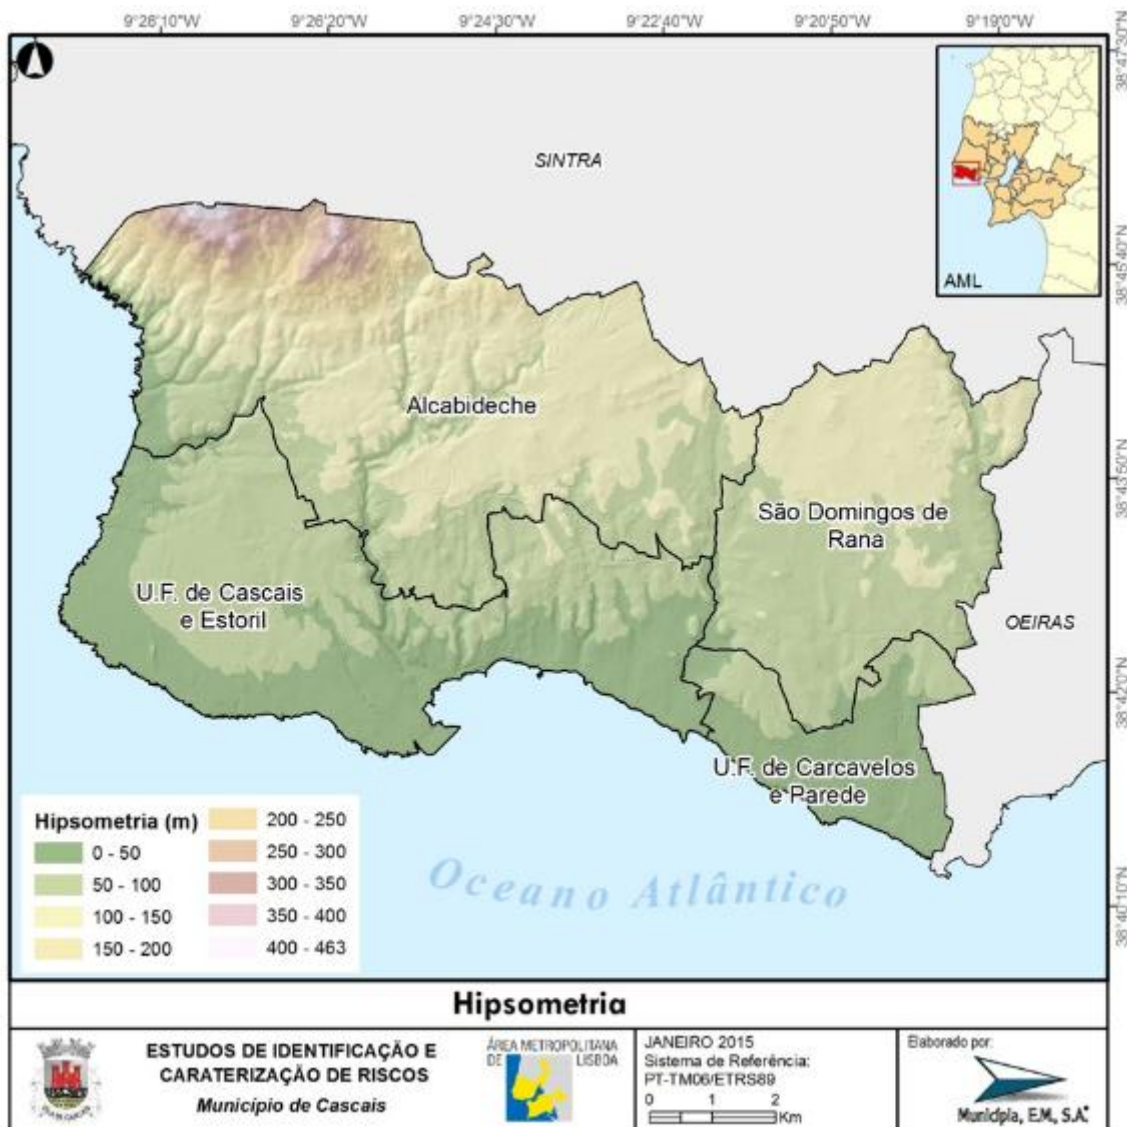 9°28'10"W
9°26'20"W
9°24'30"W
9°22'40"W
9°20'50"W
9°19'0"W
38°47'30"N
38°45'40"N
38°43'50"N
38°42'0"N
38°40'10"N
SINTRA
AML
Alcabideche
São Domingos de
Rana
U.F. de Cascais
e Estoril
OEIRAS
U.F. de Carcavelos
e Parede
Oceano Atlântico
Hipsometria (m)
0 - 50
50 - 100
100 - 150
150 - 200
200 - 250
250 - 300
300 - 350
350 - 400
400 - 463
Hipsometria
ESTUDOS DE IDENTIFICAÇÃO E
CARATERIZAÇÃO DE RISCOS
Município de Cascais
ÁREA METROPOLITANA
DE LISBOA
JANEIRO 2015
Sistema de Referência:
PT-TM06/ETRS89
0 1 2
Km
Elaborado por:
Municípia, E.M., S.A.